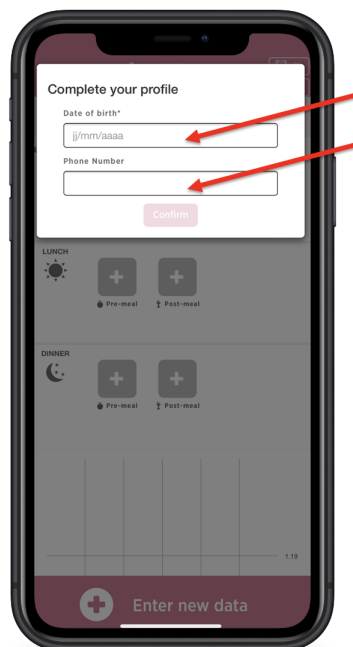 Complete your profile
Date of birth*
jj/mm/aaaa
Phone Number
Confirm
LUNCH
Pre-meal Post-meal
DINNER
Pre-meal Post-meal
1.19
Enter new data